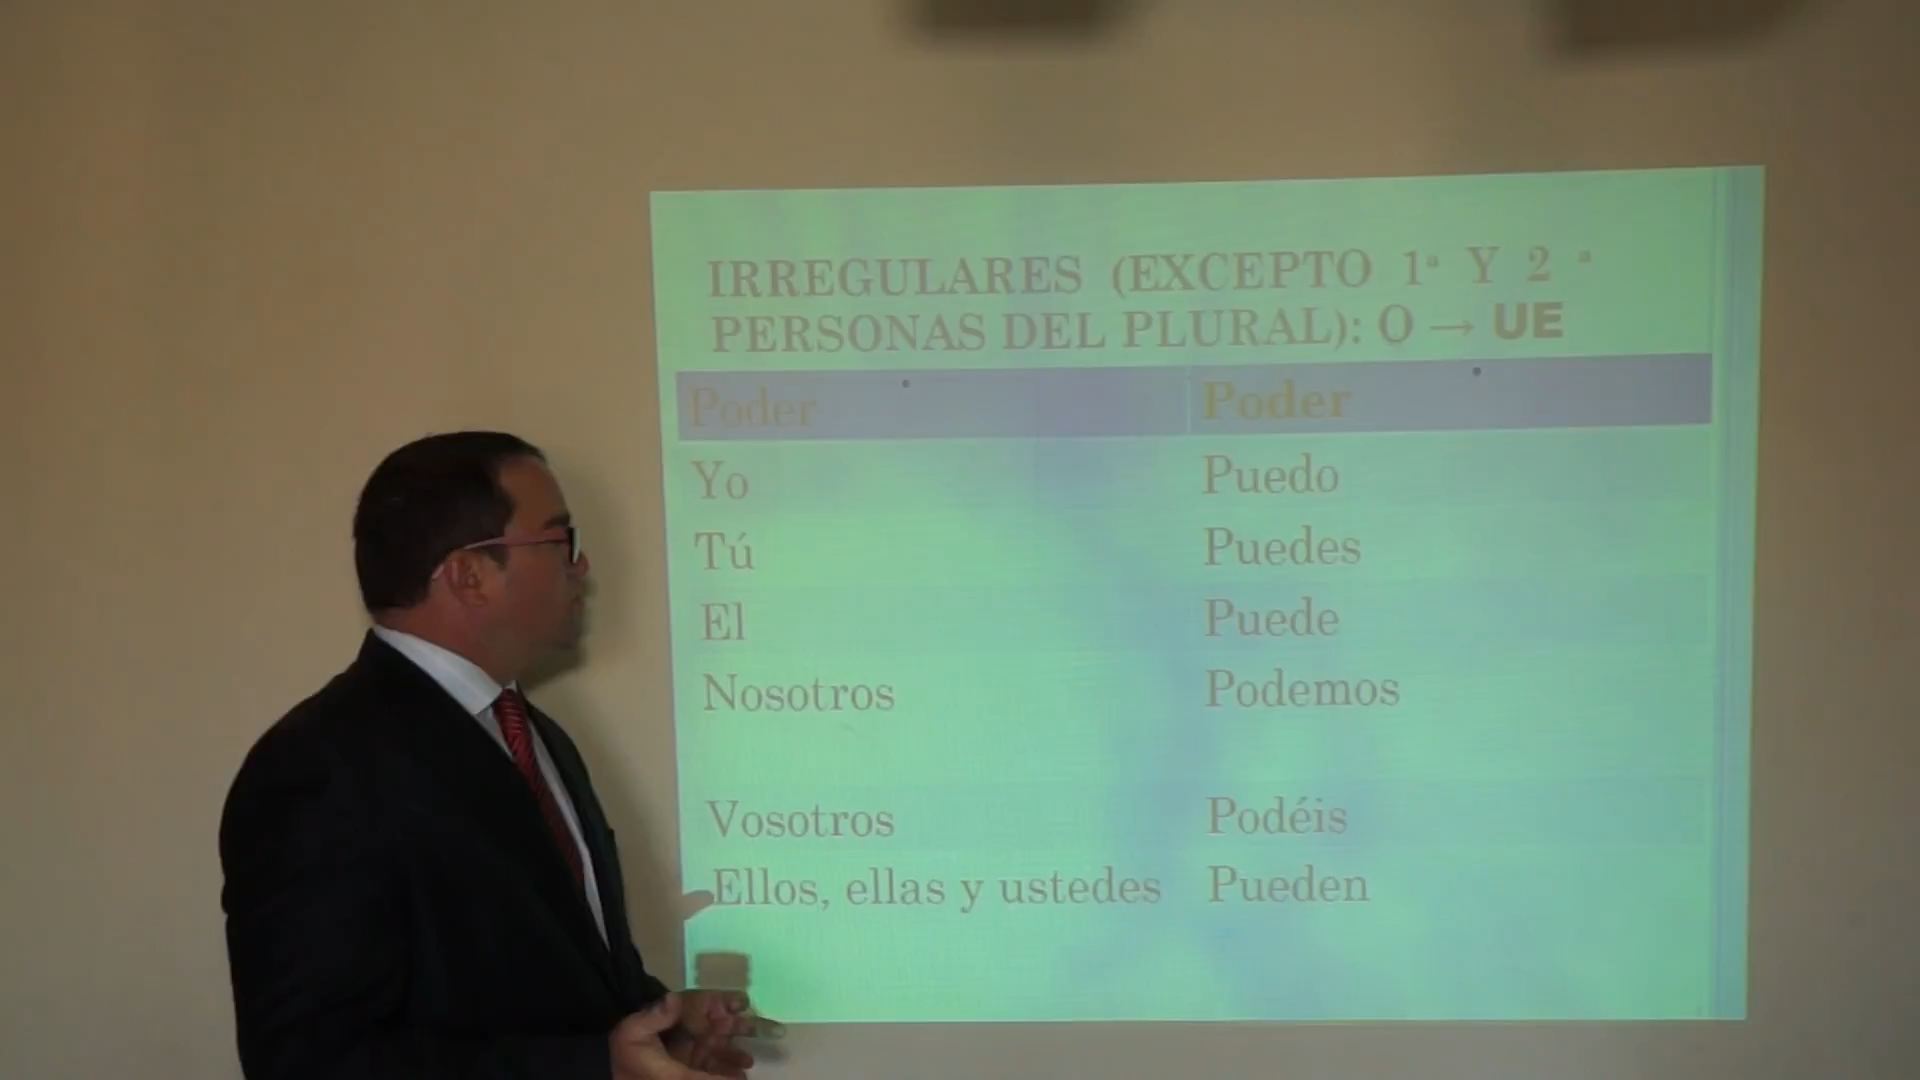 IRREGULARES (EXCEPTO 1ª Y 2 ª
PERSONAS DEL PLURAL): O → UE
Poder Poder
Yo Puedo
Tú Puedes
El Puede
Nosotros Podemos
Vosotros Podéis
Ellos, ellas y ustedes Pueden